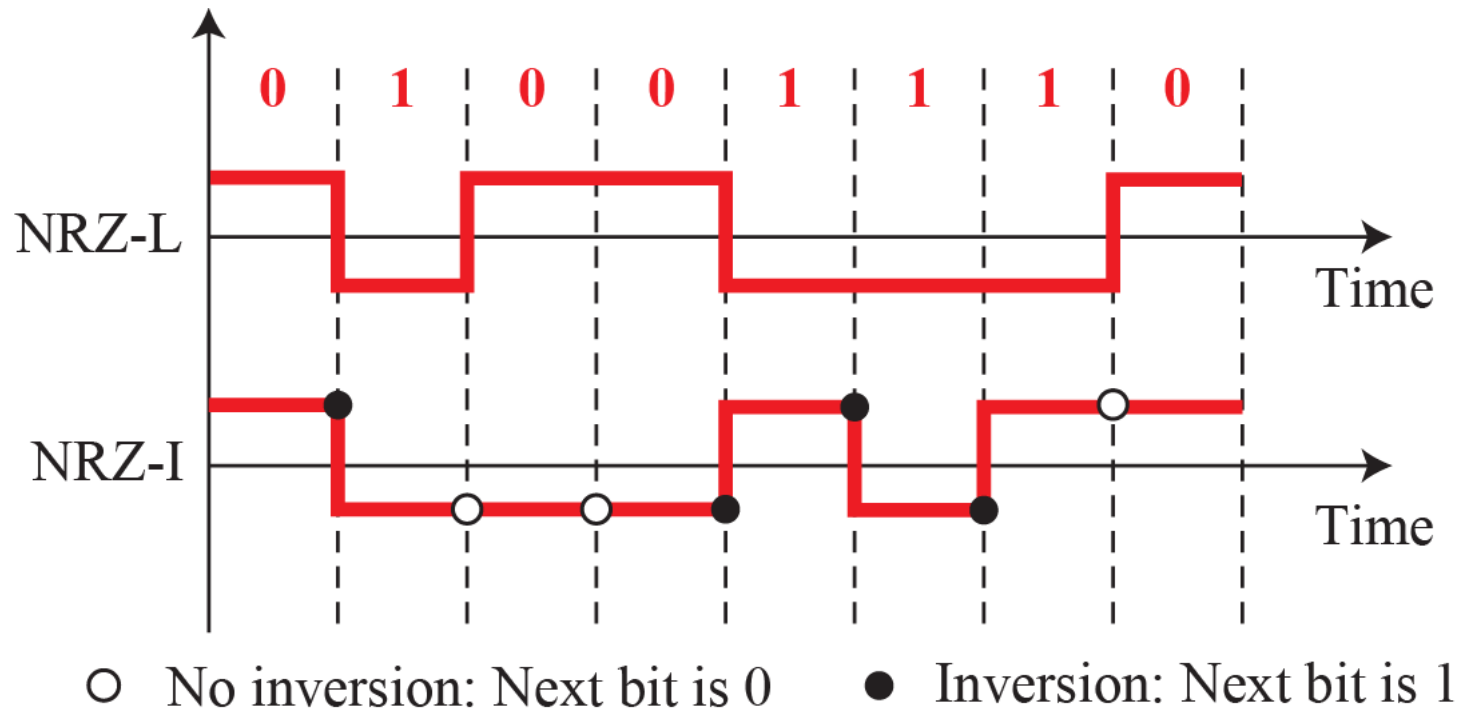 0 1 0 0 1 1 1 0
NRZ-L
Time
NRZ-I
Time
No inversion: Next bit is 0
Inversion: Next bit is 1